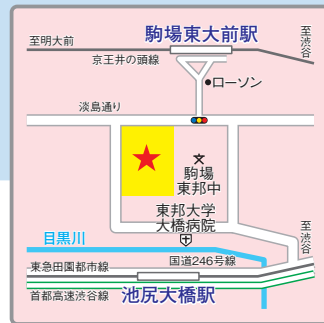 至明大前
駒場東大前駅
至渋谷
京王井の頭線
ローソン
淡島通り
駒場
東邦中
東邦大学
大橋病院
目黒川
至渋谷
国道246号線
東急田園都市線
首都高速渋谷線
池尻大橋駅